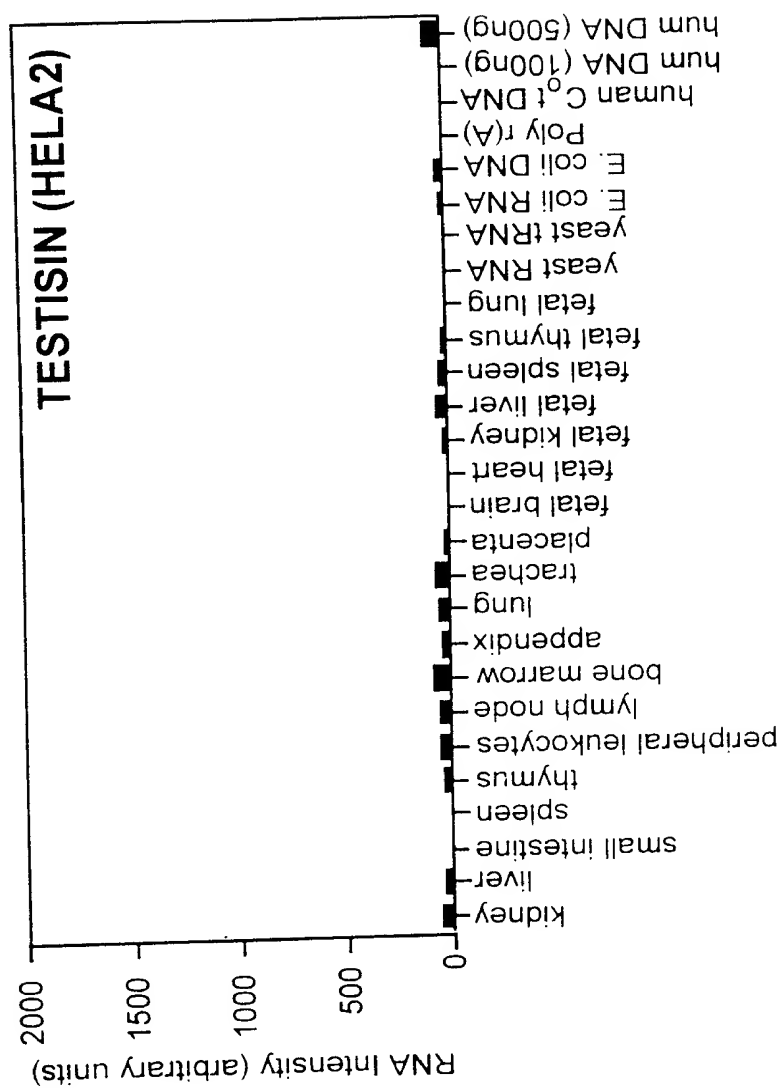 TESTISIN (HELA2)
RNA Intensity (arbitrary units)
2000
1500
1000
500
0
kidney
liver
small intestine
spleen
thymus
peripheral leukocytes
lymph node
bone marrow
appendix
lung
trachea
placenta
fetal brain
fetal heart
fetal kidney
fetal liver
fetal spleen
fetal thymus
fetal lung
yeast RNA
yeast tRNA
E. coli RNA
E. coli DNA
Poly r(A)
human Cot DNA
hum DNA (100ng)
hum DNA (500ng)